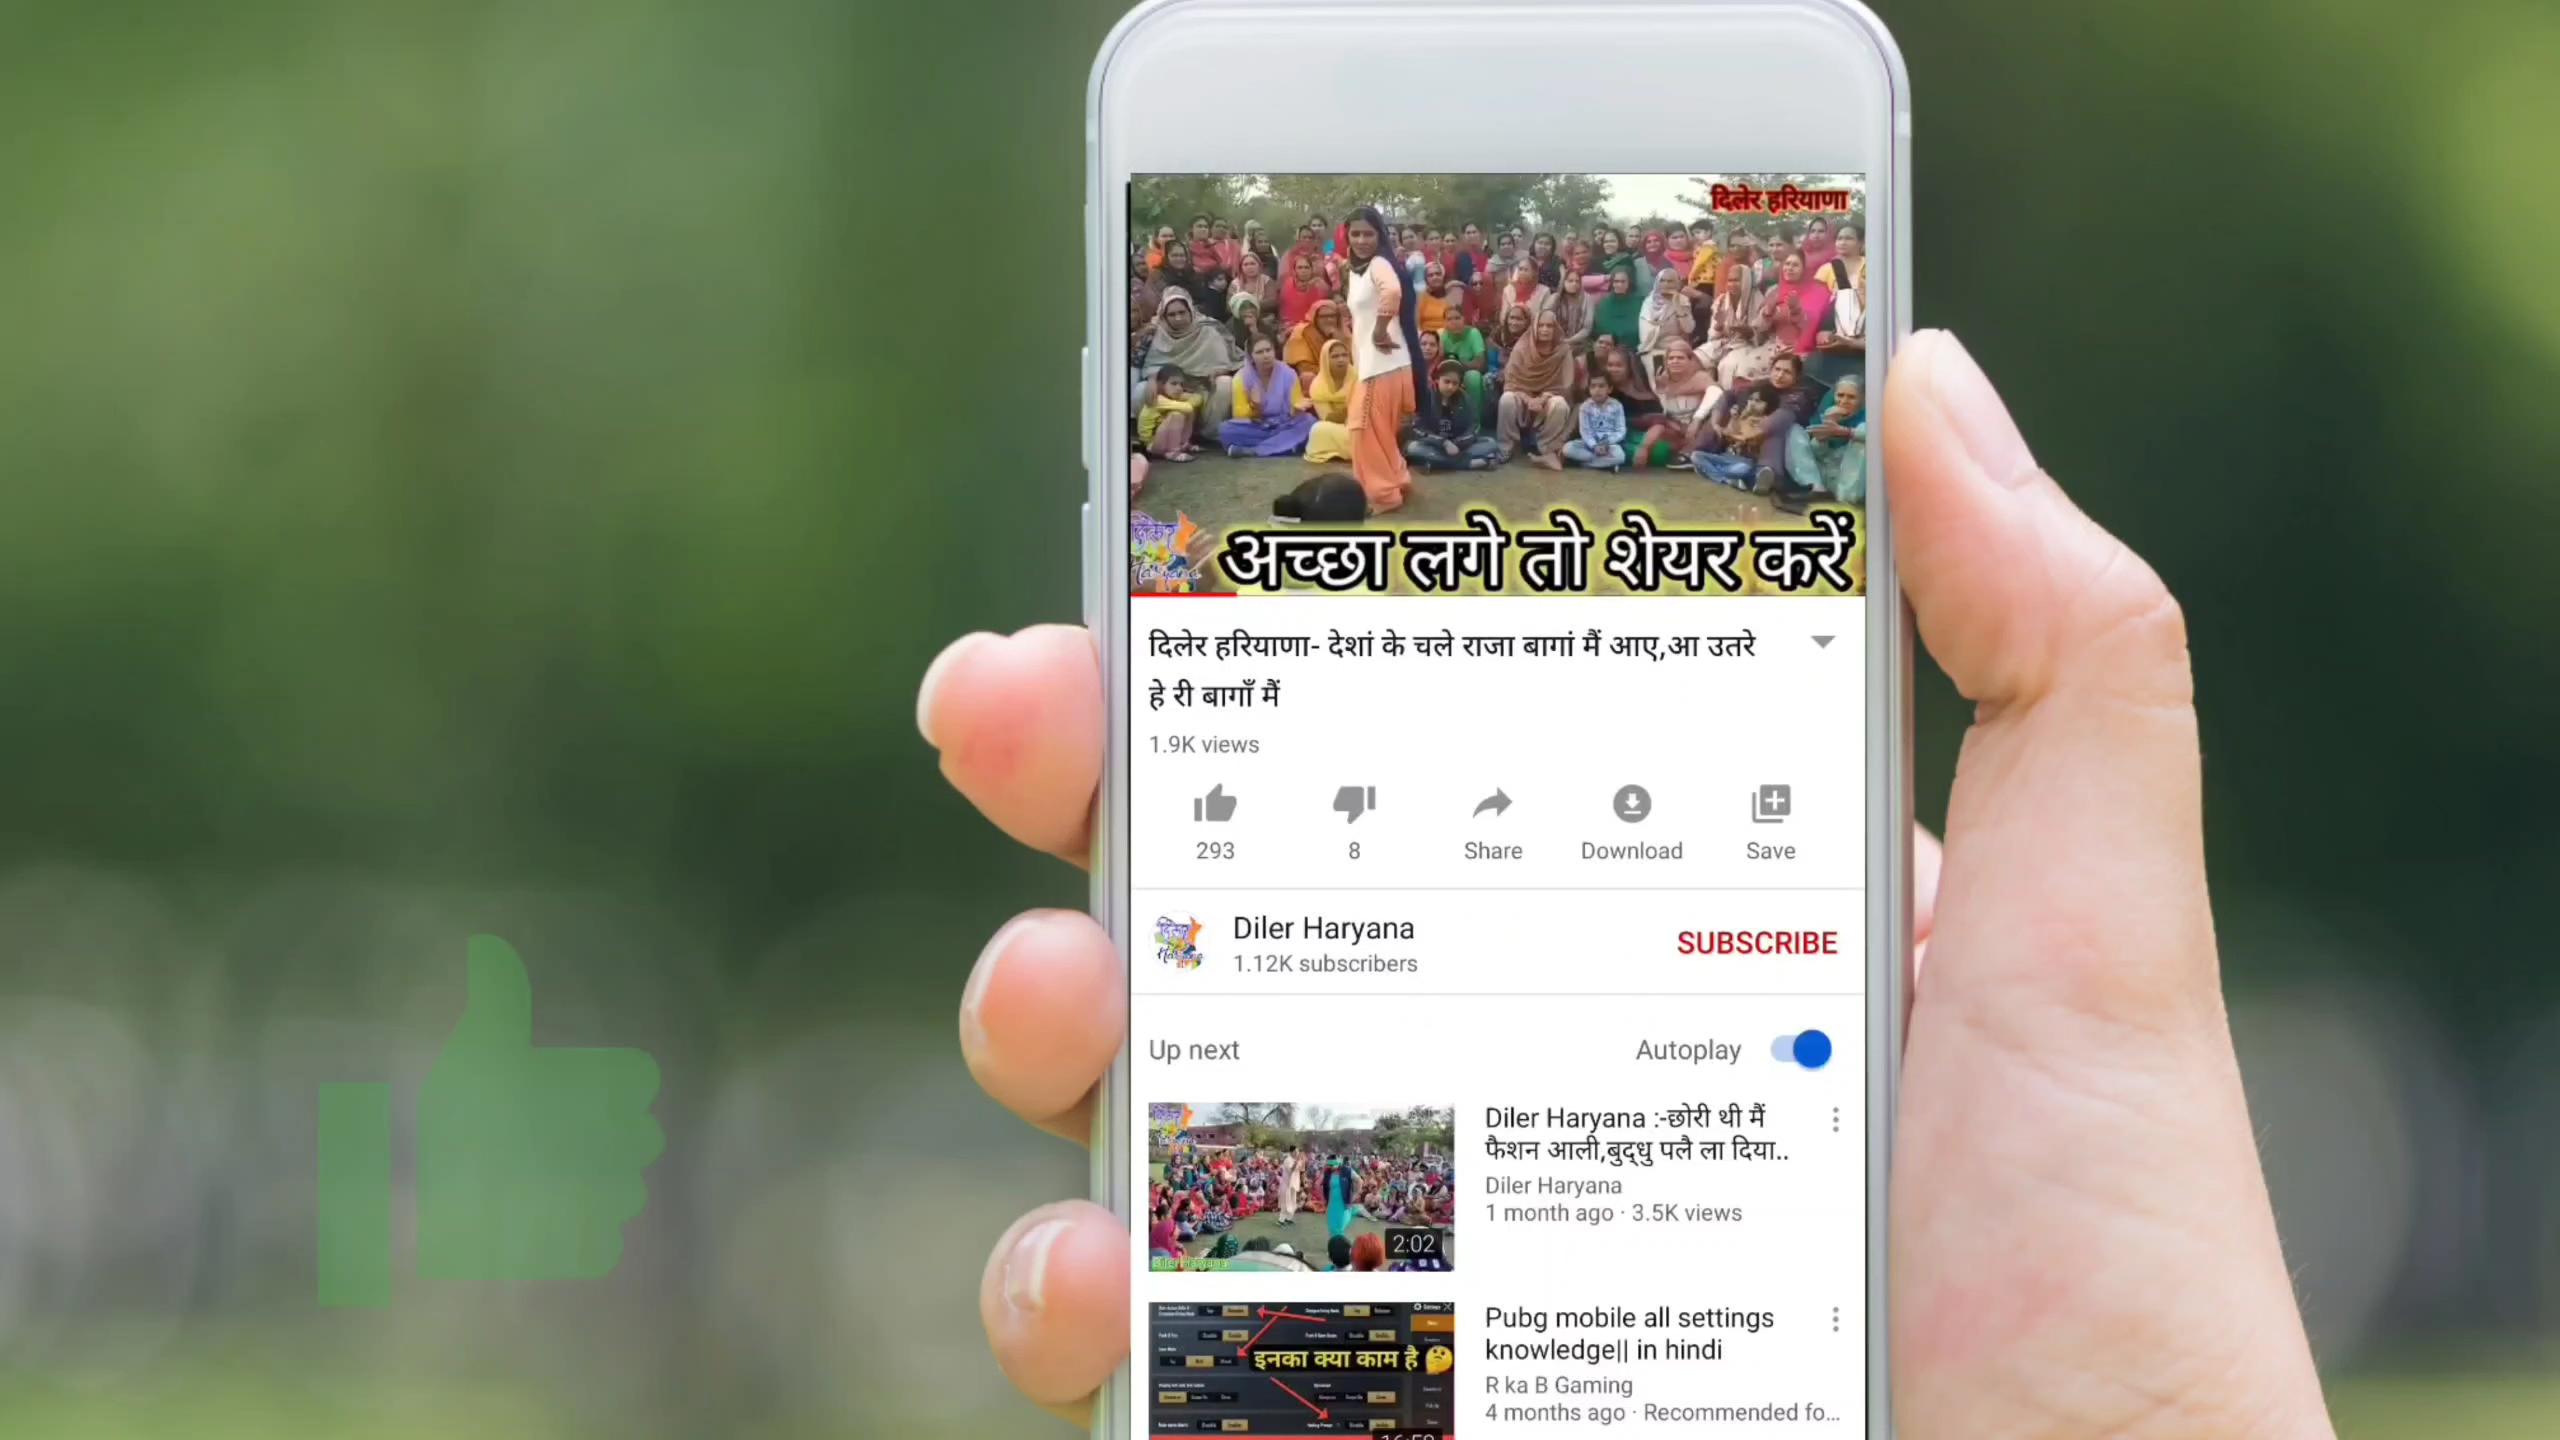 दिलेर हरियाणा
अच्छा लगे तो शेयर करें
दिलेर हरियाणा- देशां के चले राजा बागां मैं आए,आ उतरे
हे री बागाँ मैं
1.9K views
293
8
Share
Download
Save
Diler Haryana
1.12K subscribers
SUBSCRIBE
Up next
Autoplay
Diler Haryana :-छोरी थी मैं
फैशन आली,बुद्धु पलै ला दिया..
Diler Haryana
1 month ago · 3.5K views
2:02
Diler Haryana
इनका क्या काम है
Pubg mobile all settings
knowledge|| in hindi
R ka B Gaming
4 months ago · Recommended fo...